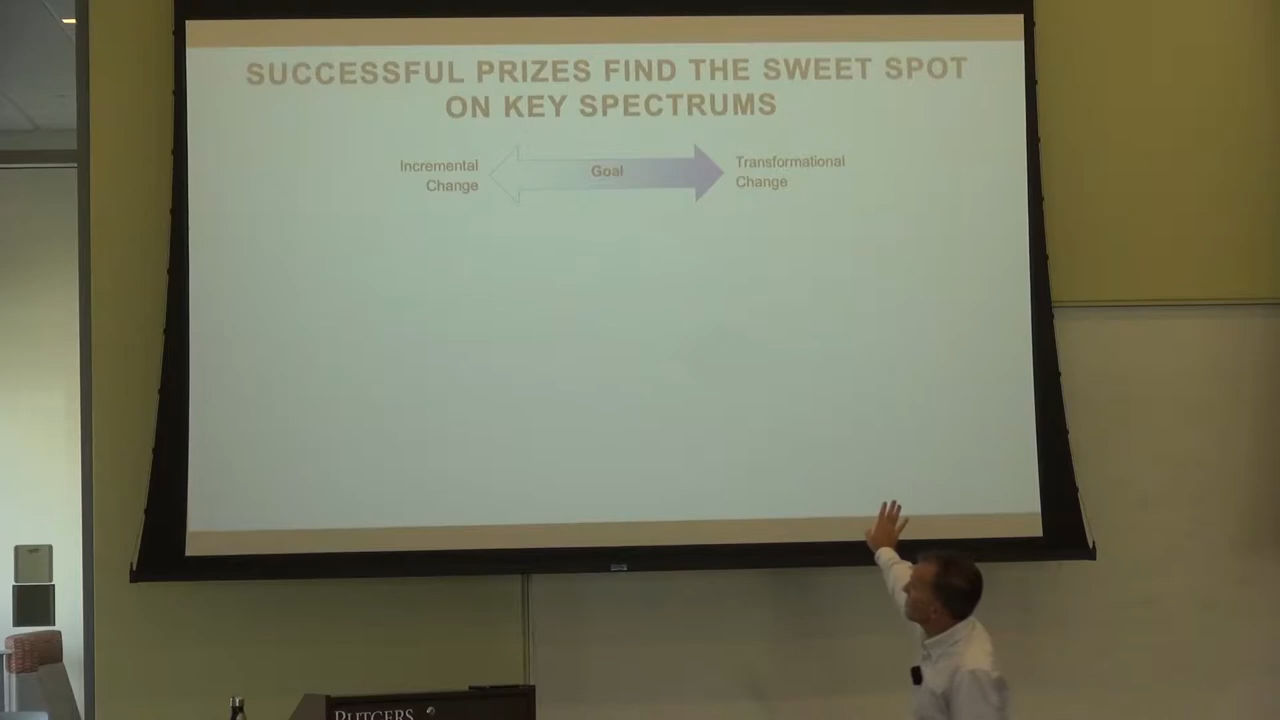 SUCCESSFUL PRIZES FIND THE SWEET SPOT
ON KEY SPECTRUMS
Incremental
Change
Goal
Transformational
Change
RUTGERS